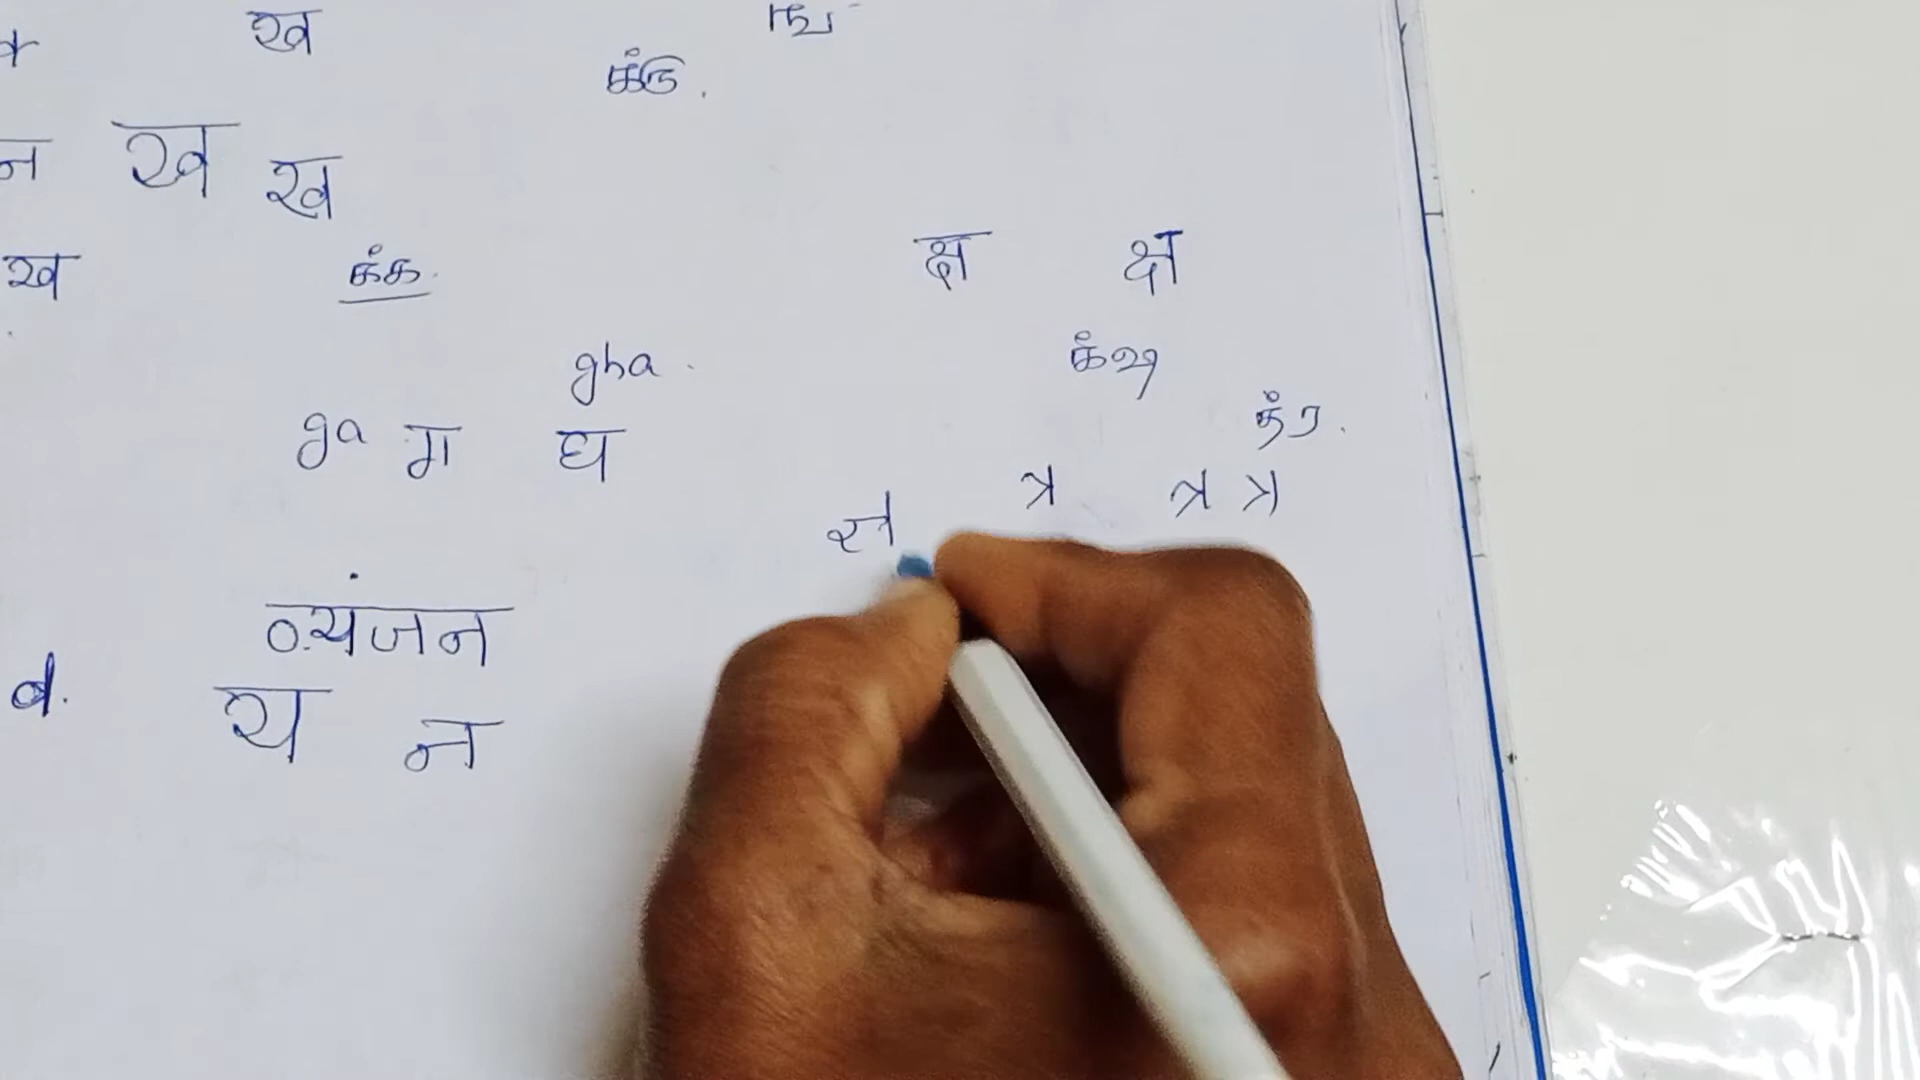 ख
க்கு.
न ख ख
ख க்க.
क्ष क्ष
க்ஷ
gha.
த்ர.
ga ग घ
त्र त्र त्र
व्यंजन
य न